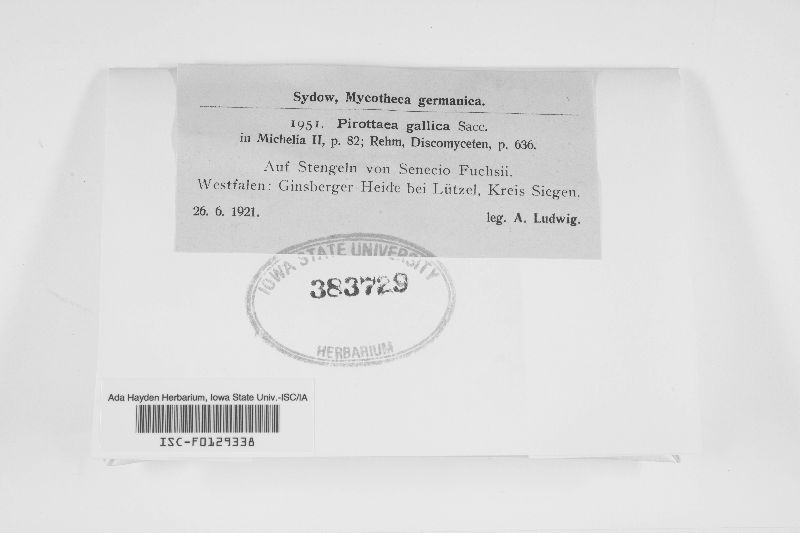 Sydow, Mycotheca germanica.
1951. Pirottaea gallica Sacc.
in Michelia II, p. 82; Rehm, Discomyceten, p. 636.
Auf Stengeln von Senecio Fuchsii.
Westfalen: Ginsberger Heide bei Lützel, Kreis Siegen.
26. 6. 1921. leg. A. Ludwig.
IOWA STATE UNIVERSITY
383729
HERBARIUM
Ada Hayden Herbarium, Iowa State Univ.-ISC/IA
ISC-F0129338